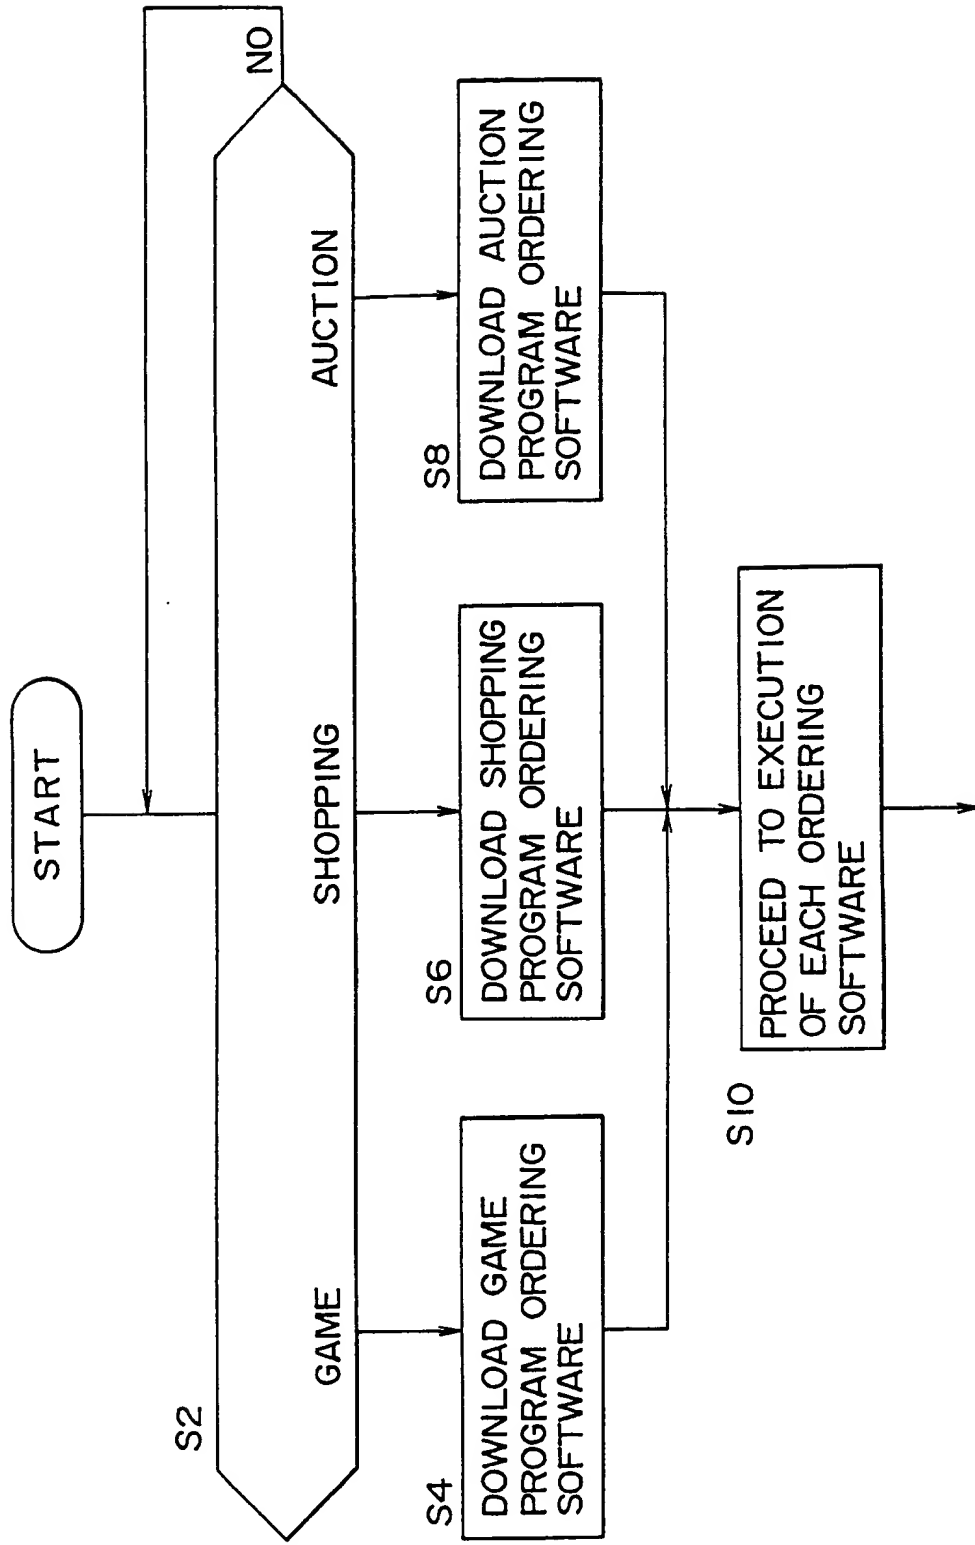 START
S2
NO
GAME
SHOPPING
AUCTION
S4
DOWNLOAD GAME
PROGRAM ORDERING
SOFTWARE
S6
DOWNLOAD SHOPPING
PROGRAM ORDERING
SOFTWARE
S8
DOWNLOAD AUCTION
PROGRAM ORDERING
SOFTWARE
S10
PROCEED TO EXECUTION
OF EACH ORDERING
SOFTWARE